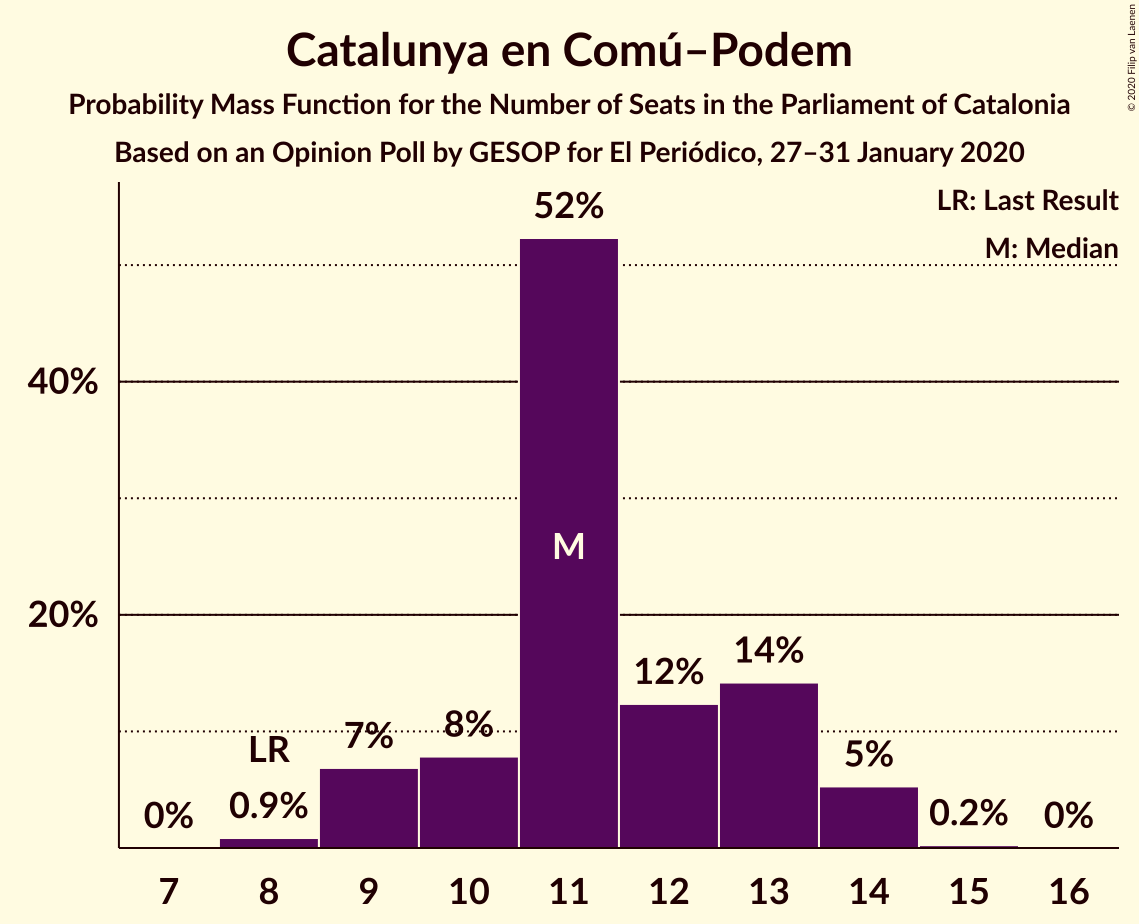 Catalunya en Comú–Podem
Probability Mass Function for the Number of Seats in the Parliament of Catalonia
Based on an Opinion Poll by GESOP for El Periódico, 27–31 January 2020
© 2020 Filip van Laenen
LR: Last Result
M: Median
52%
40%
M
20%
14%
12%
8%
7%
LR
5%
0.9%
0.2%
0%
0%
7 8 9 10 11 12 13 14 15 16